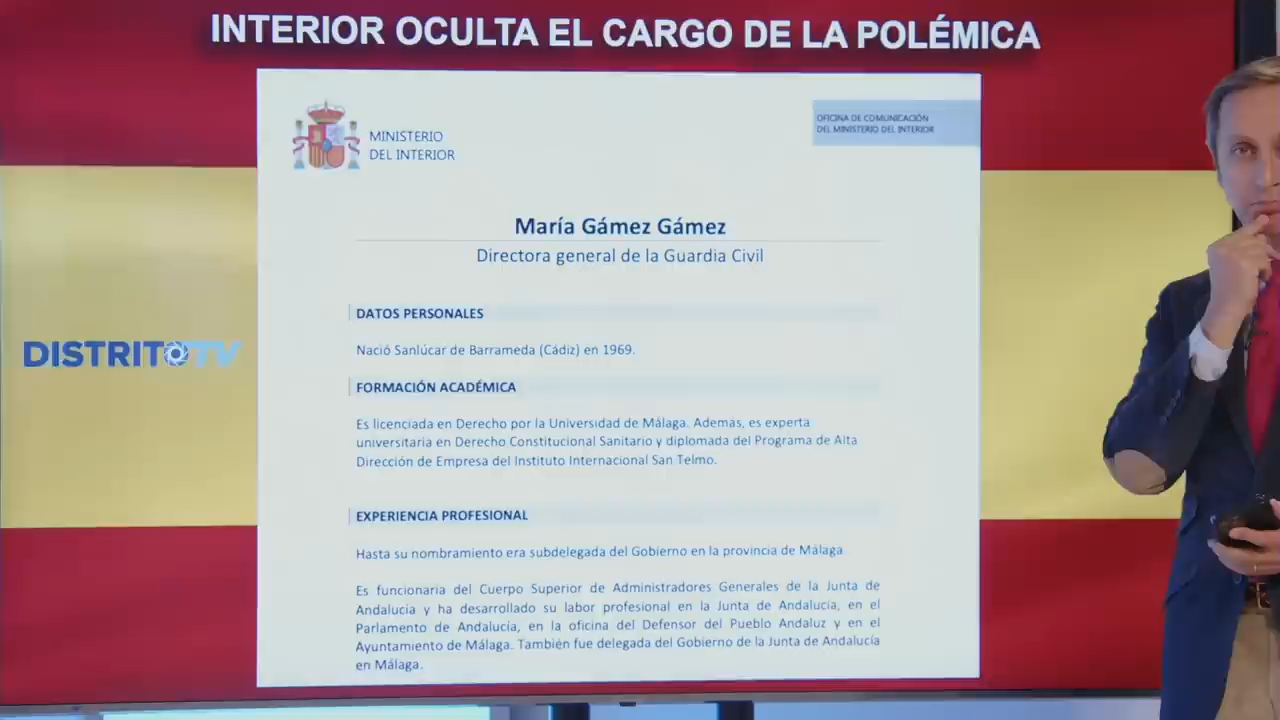 INTERIOR OCULTA EL CARGO DE LA POLÉMICA
MINISTERIO
DEL INTERIOR
OFICINA DE COMUNICACIÓN
DEL MINISTERIO DEL INTERIOR
María Gámez Gámez
Directora general de la Guardia Civil
DATOS PERSONALES
Nació Sanlúcar de Barrameda (Cádiz) en 1969.
DISTRITOTV
FORMACIÓN ACADÉMICA
Es licenciada en Derecho por la Universidad de Málaga. Además, es experta
universitaria en Derecho Constitucional Sanitario y diplomada del Programa de Alta
Dirección de Empresa del Instituto Internacional San Telmo.
EXPERIENCIA PROFESIONAL
Hasta su nombramiento era subdelegada del Gobierno en la provincia de Málaga
Es funcionaria del Cuerpo Superior de Administradores Generales de la Junta de
Andalucía y ha desarrollado su labor profesional en la Junta de Andalucía, en el
Parlamento de Andalucía, en la oficina del Defensor del Pueblo Andaluz y en el
Ayuntamiento de Málaga. También fue delegada del Gobierno de la Junta de Andalucía
en Málaga.